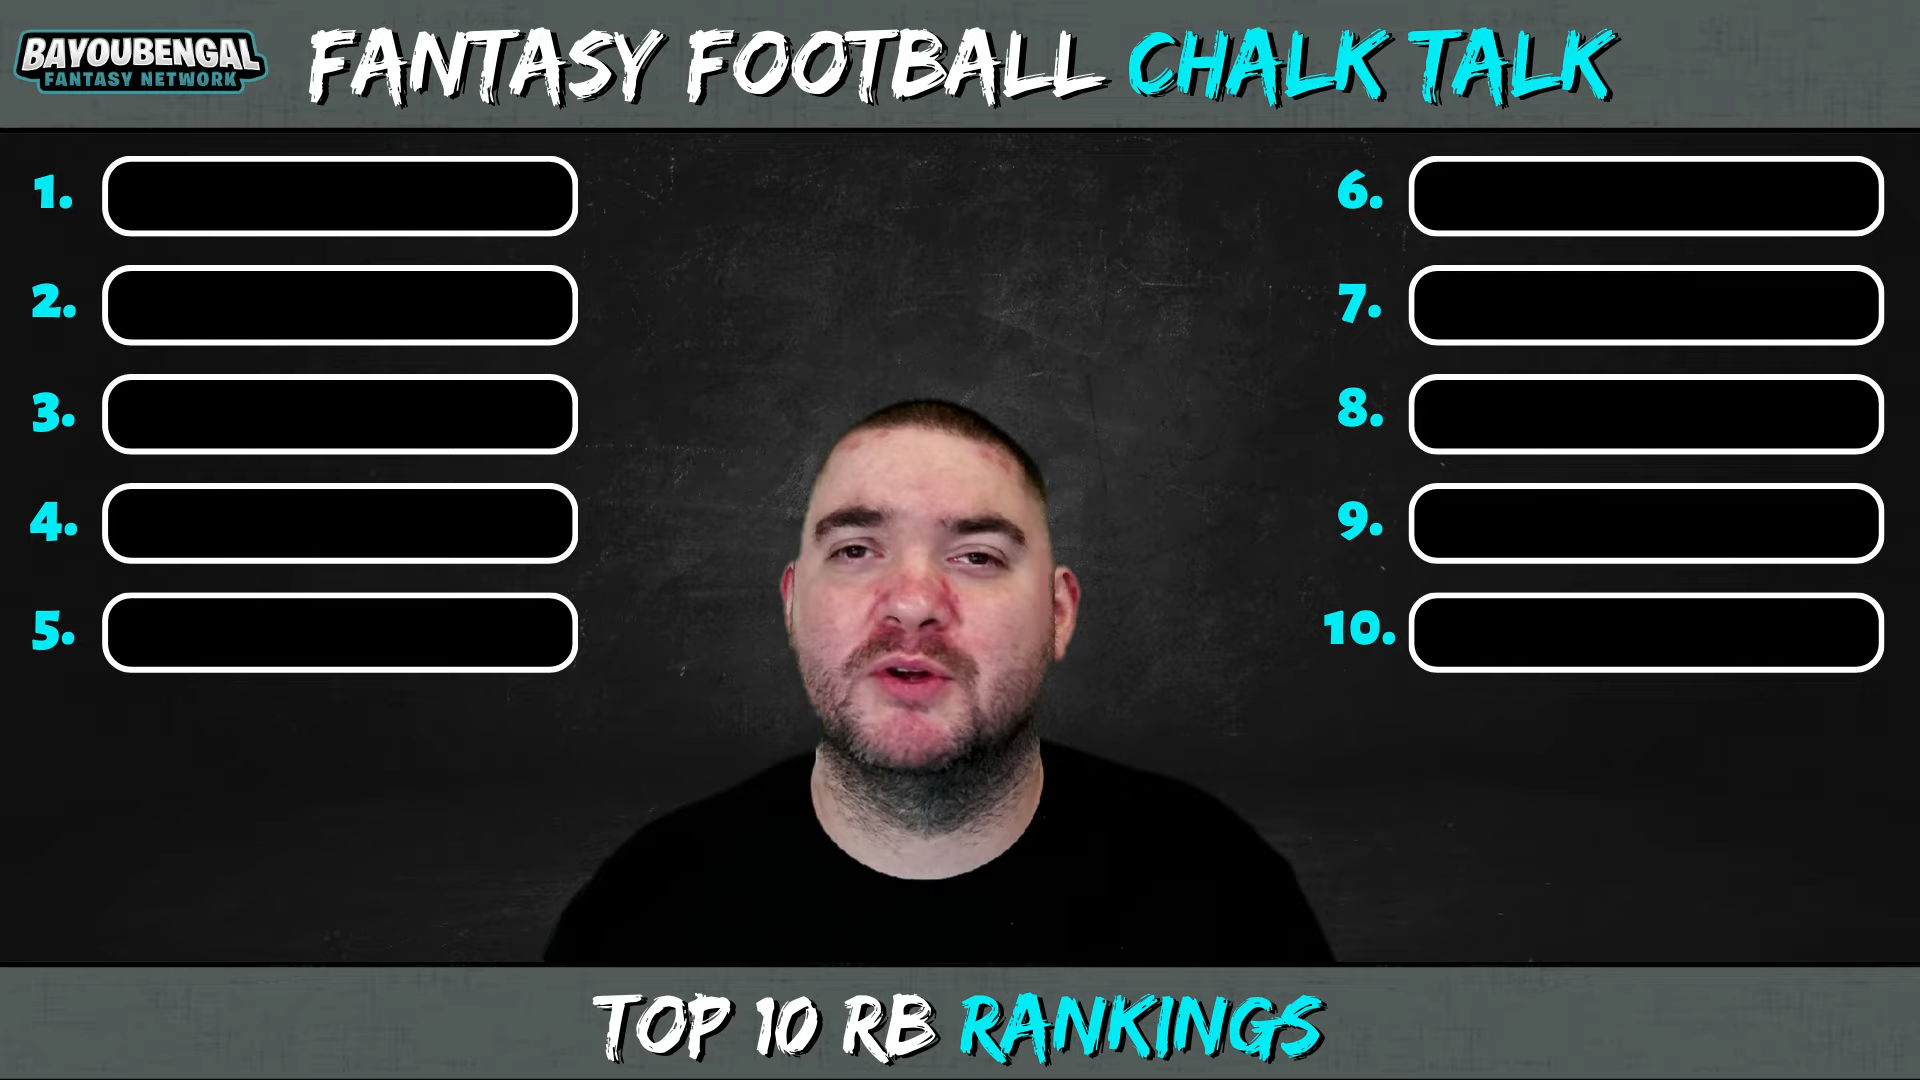 BAYOUBENGAL
FANTASY NETWORK
FANTASY FOOTBALL CHALK TALK
1.
2.
3.
4.
5.
6.
7.
8.
9.
10.
TOP 10 RB RANKINGS